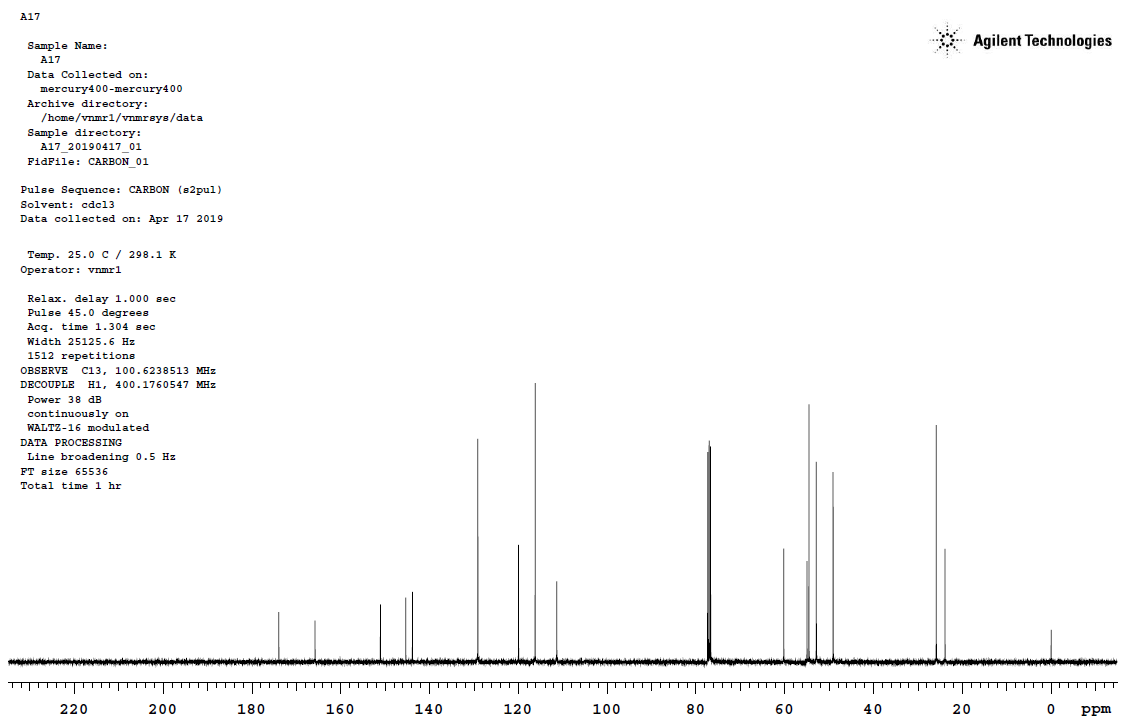 A17
Agilent Technologies
Sample Name:
A17
Data Collected on:
mercury400-mercury400
Archive directory:
/home/vnmr1/vnmrsys/data
Sample directory:
A17_20190417_01
FidFile: CARBON_01
Pulse Sequence: CARBON (s2pul)
Solvent: cdcl3
Data collected on: Apr 17 2019
Temp. 25.0 C / 298.1 K
Operator: vnmr1
Relax. delay 1.000 sec
Pulse 45.0 degrees
Acq. time 1.304 sec
Width 25125.6 Hz
1512 repetitions
OBSERVE  C13, 100.6238513 MHz
DECOUPLE  H1, 400.1760547 MHz
Power 38 dB
continuously on
WALTZ-16 modulated
DATA PROCESSING
Line broadening 0.5 Hz
FT size 65536
Total time 1 hr
220 200 180 160 140 120 100 80 60 40 20 0 ppm